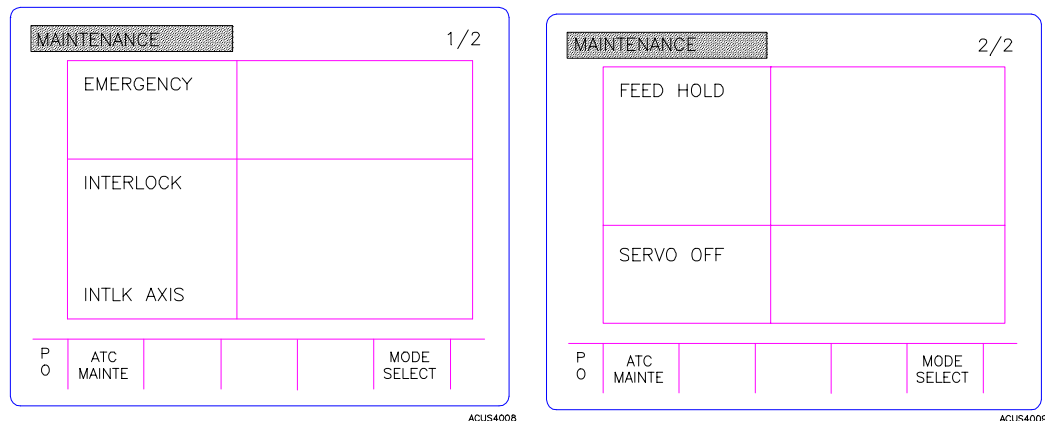 MAINTENANCE 1/2
EMERGENCY
INTERLOCK
INTLK AXIS
P
O
ATC
MAINTE
MODE
SELECT
ACUS4008
MAINTENANCE 2/2
FEED HOLD
SERVO OFF
P
O
ATC
MAINTE
MODE
SELECT
ACUS4009